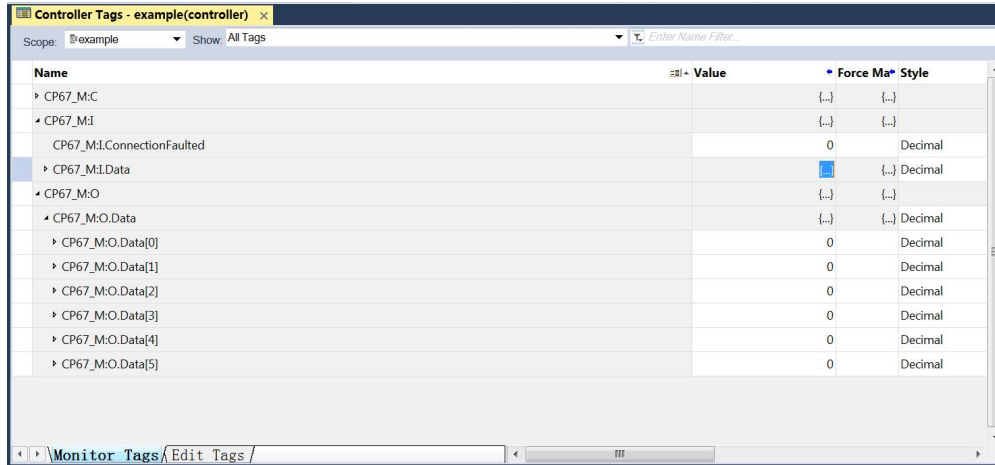 Controller Tags - example(controller) ×
Scope: example Show: All Tags Enter Name Filter...
Name Value Force Ma Style
CP67_M:C {...} {...}
CP67_M:I {...} {...}
CP67_M:I.ConnectionFaulted 0 Decimal
CP67_M:I.Data {...} {...} Decimal
CP67_M:O {...} {...}
CP67_M:O.Data {...} {...} Decimal
CP67_M:O.Data[0] 0 Decimal
CP67_M:O.Data[1] 0 Decimal
CP67_M:O.Data[2] 0 Decimal
CP67_M:O.Data[3] 0 Decimal
CP67_M:O.Data[4] 0 Decimal
CP67_M:O.Data[5] 0 Decimal
Monitor Tags Edit Tags